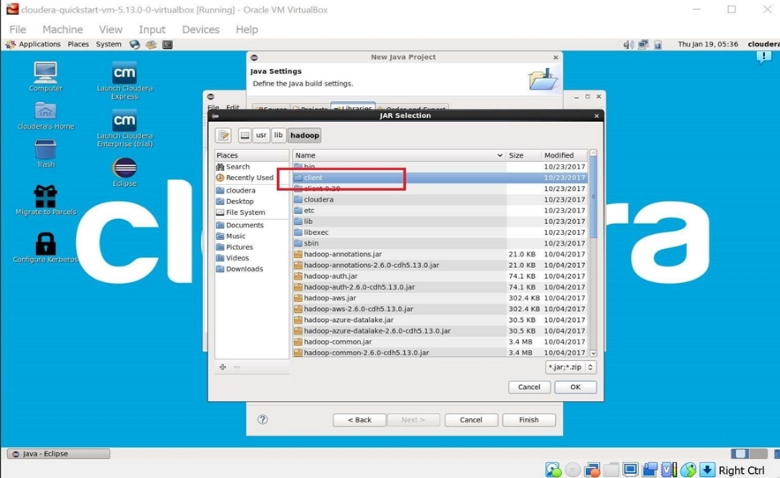 cloudera-quickstart-vm-5.13.0-0-virtualbox [Running] - Oracle VM VirtualBox
File Machine View Input Devices Help
Applications Places System Thu Jan 19, 05:36 cloudera
Computer
Launch Cloudera Express
cloudera's Home
Launch Cloudera Enterprise (trial)
Trash
Eclipse
Migrate to Parcels
Configure Kerberos
New Java Project
Java Settings
Define the Java build settings.
File Edit
Source Projects Libraries Order and Export
JAR Selection
usr lib hadoop
Places
Search
Recently Used
cloudera
Desktop
File System
Documents
Music
Pictures
Videos
Downloads
Name Size Modified
bin 10/23/2017
client 10/23/2017
client-0.20 10/23/2017
cloudera 10/23/2017
etc 10/23/2017
lib 10/23/2017
libexec 10/23/2017
sbin 10/23/2017
hadoop-annotations.jar 21.0 KB 10/04/2017
hadoop-annotations-2.6.0-cdh5.13.0.jar 21.0 KB 10/04/2017
hadoop-auth.jar 74.1 KB 10/04/2017
hadoop-auth-2.6.0-cdh5.13.0.jar 74.1 KB 10/04/2017
hadoop-aws.jar 302.4 KB 10/04/2017
hadoop-aws-2.6.0-cdh5.13.0.jar 302.4 KB 10/04/2017
hadoop-azure-datalake.jar 30.5 KB 10/04/2017
hadoop-azure-datalake-2.6.0-cdh5.13.0.jar 30.5 KB 10/04/2017
hadoop-common.jar 3.4 MB 10/04/2017
hadoop-common-2.6.0-cdh5.13.0.jar 3.4 MB 10/04/2017
*.jar;*.zip
Cancel OK
< Back Next > Cancel Finish
Java - Eclipse
Right Ctrl